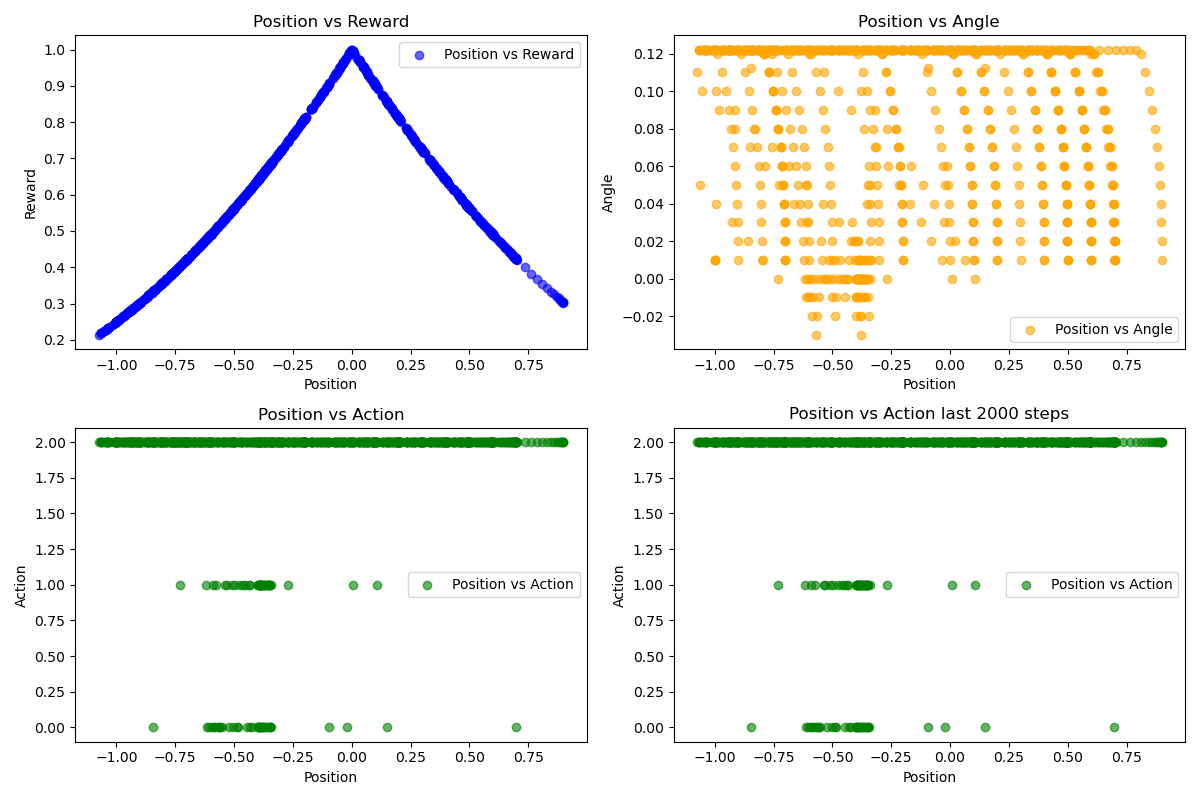 Position vs Reward
1.0
0.9
0.8
0.7
0.6
0.5
0.4
0.3
0.2
Reward
Position vs Reward
−1.00 −0.75 −0.50 −0.25 0.00 0.25 0.50 0.75
Position
Position vs Angle
0.12
0.10
0.08
0.06
0.04
0.02
0.00
−0.02
Angle
Position vs Angle
−1.00 −0.75 −0.50 −0.25 0.00 0.25 0.50 0.75
Position
Position vs Action
2.00
1.75
1.50
1.25
1.00
0.75
0.50
0.25
0.00
Action
Position vs Action
−1.00 −0.75 −0.50 −0.25 0.00 0.25 0.50 0.75
Position
Position vs Action last 2000 steps
2.00
1.75
1.50
1.25
1.00
0.75
0.50
0.25
0.00
Action
Position vs Action
−1.00 −0.75 −0.50 −0.25 0.00 0.25 0.50 0.75
Position